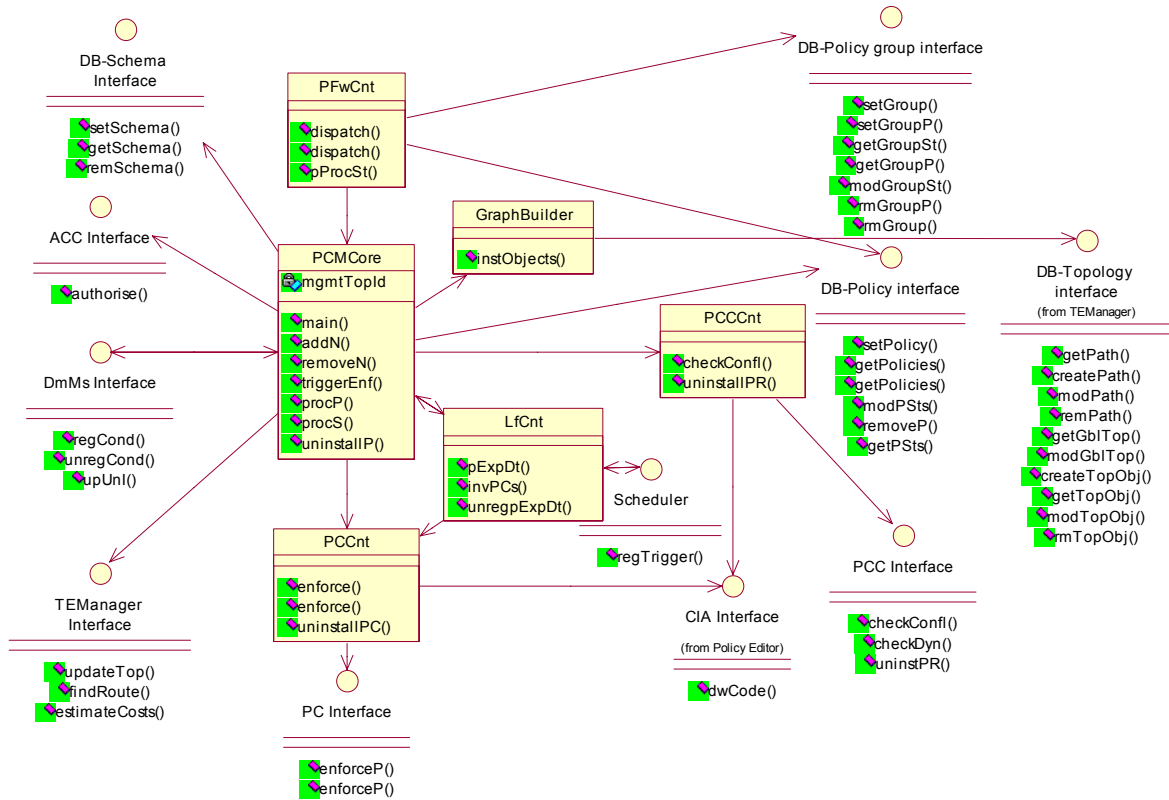 DB-Schema
Interface
setSchema()
getSchema()
remSchema()
ACC Interface
authorise()
DmMs Interface
regCond()
unregCond()
upUnI()
TEManager
Interface
updateTop()
findRoute()
estimateCosts()
PFwCnt
dispatch()
dispatch()
pProcSt()
PCMCore
mgmtTopId
main()
addN()
removeN()
triggerEnf()
procP()
procS()
uninstallP()
GraphBuilder
instObjects()
LfCnt
pExpDt()
invPCs()
unregpExpDt()
PCCnt
enforce()
enforce()
uninstallPC()
PC Interface
enforceP()
enforceP()
Scheduler
regTrigger()
PCCCnt
checkConfl()
uninstallPR()
CIA Interface
(from Policy Editor)
dwCode()
DB-Policy group interface
setGroup()
setGroupP()
getGroupSt()
getGroupP()
modGroupSt()
rmGroupP()
rmGroup()
DB-Policy interface
setPolicy()
getPolicies()
getPolicies()
modPSts()
removeP()
getPSts()
PCC Interface
checkConfl()
checkDyn()
uninstPR()
DB-Topology
interface
(from TEManager)
getPath()
createPath()
modPath()
remPath()
getGblTop()
modGblTop()
createTopObj()
getTopObj()
modTopObj()
rmTopObj()